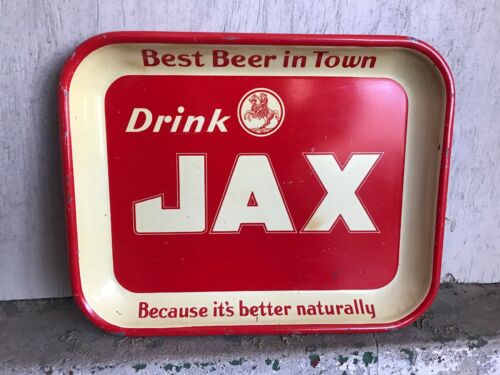 Best Beer in Town
Drink
JAX
Because it's better naturally